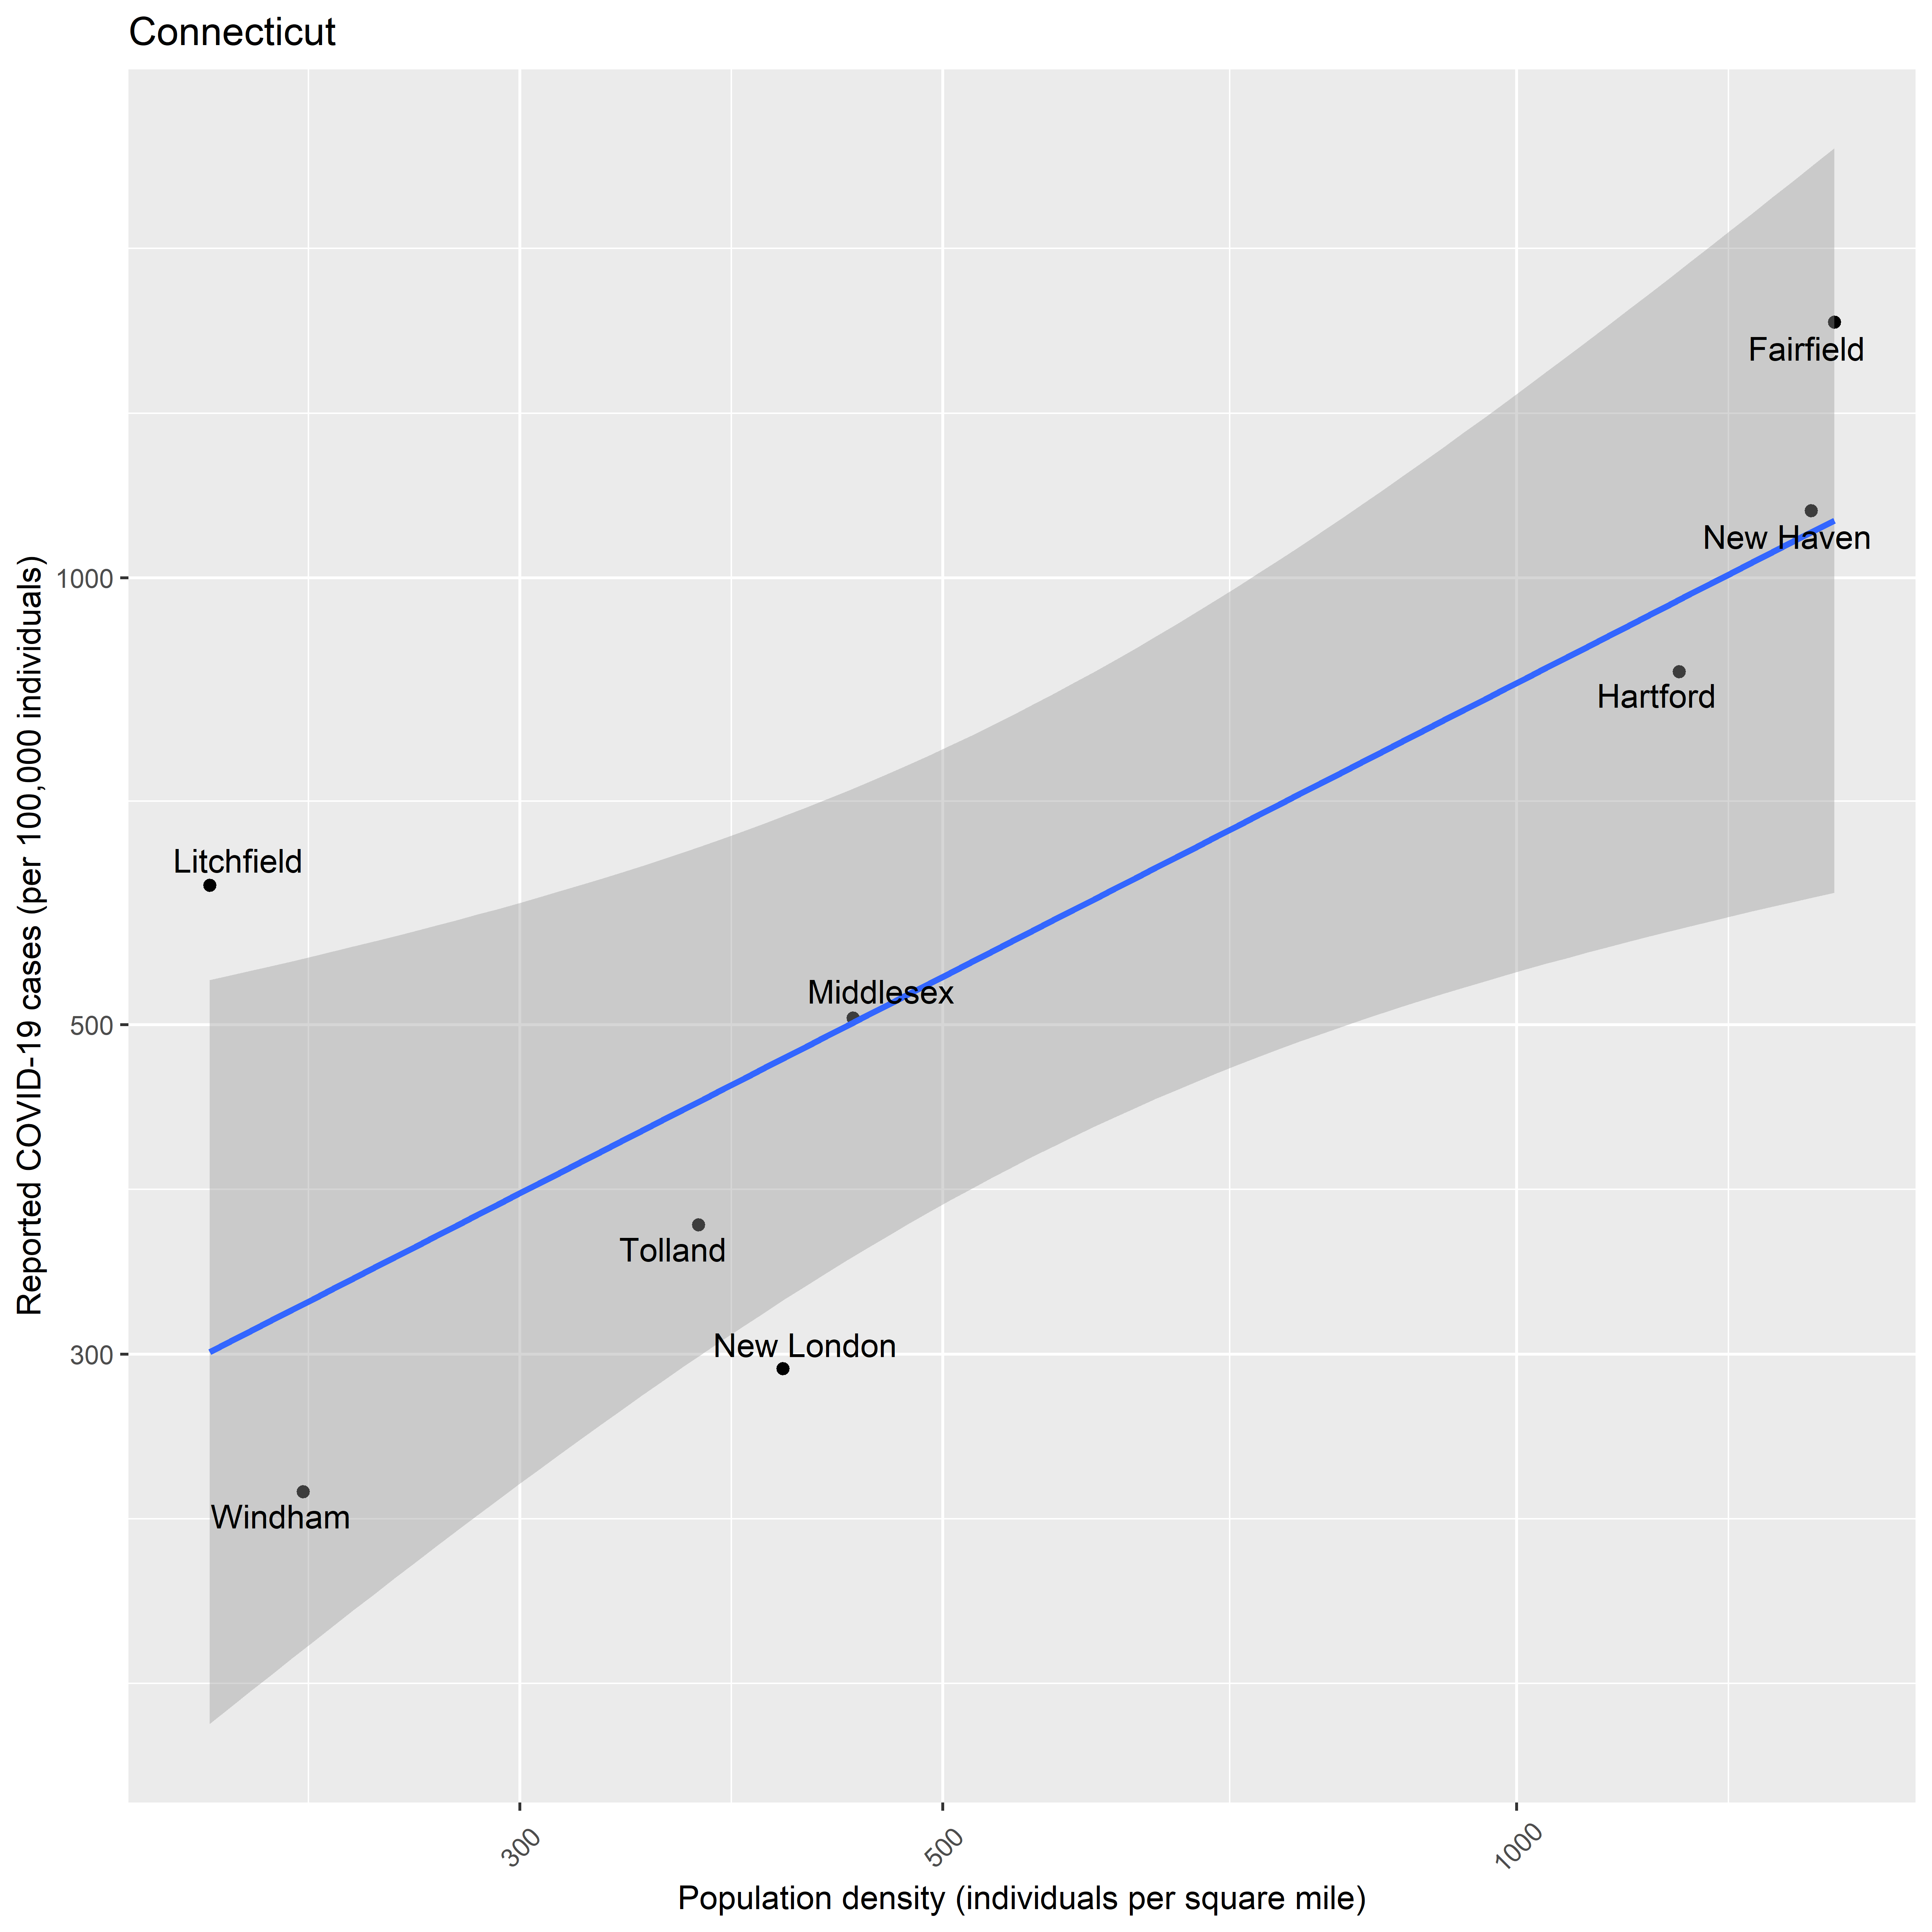 Connecticut
Reported COVID-19 cases (per 100,000 individuals)
1000
500
300
Fairfield
New Haven
Hartford
Litchfield
Middlesex
Tolland
New London
Windham
300
500
1000
Population density (individuals per square mile)